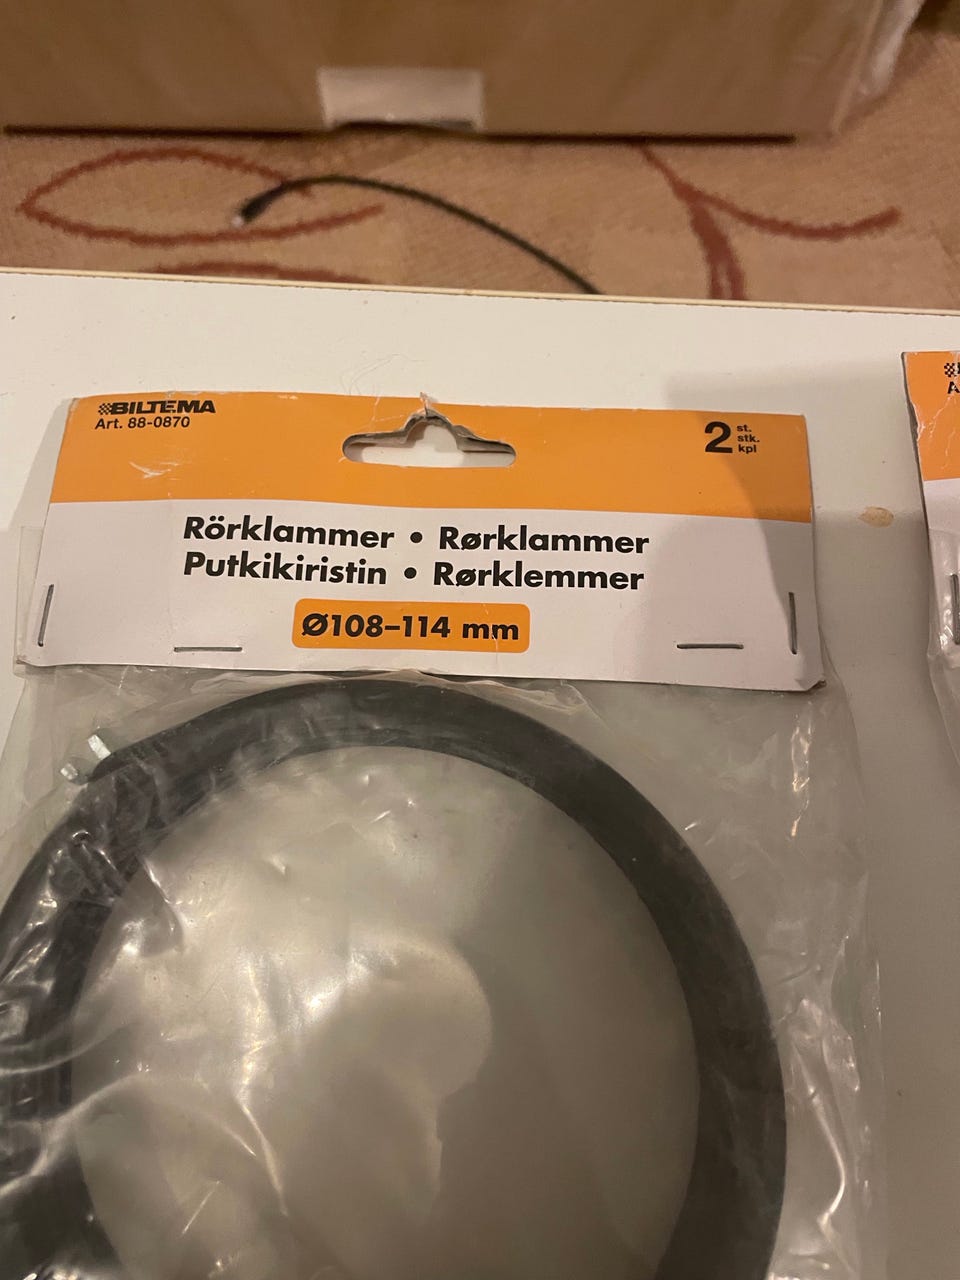 BILTEMA
Art. 88-0870
2 st.
stk.
kpl
Rörklammer • Rørklammer
Putkikiristin • Rørklemmer
Ø108–114 mm